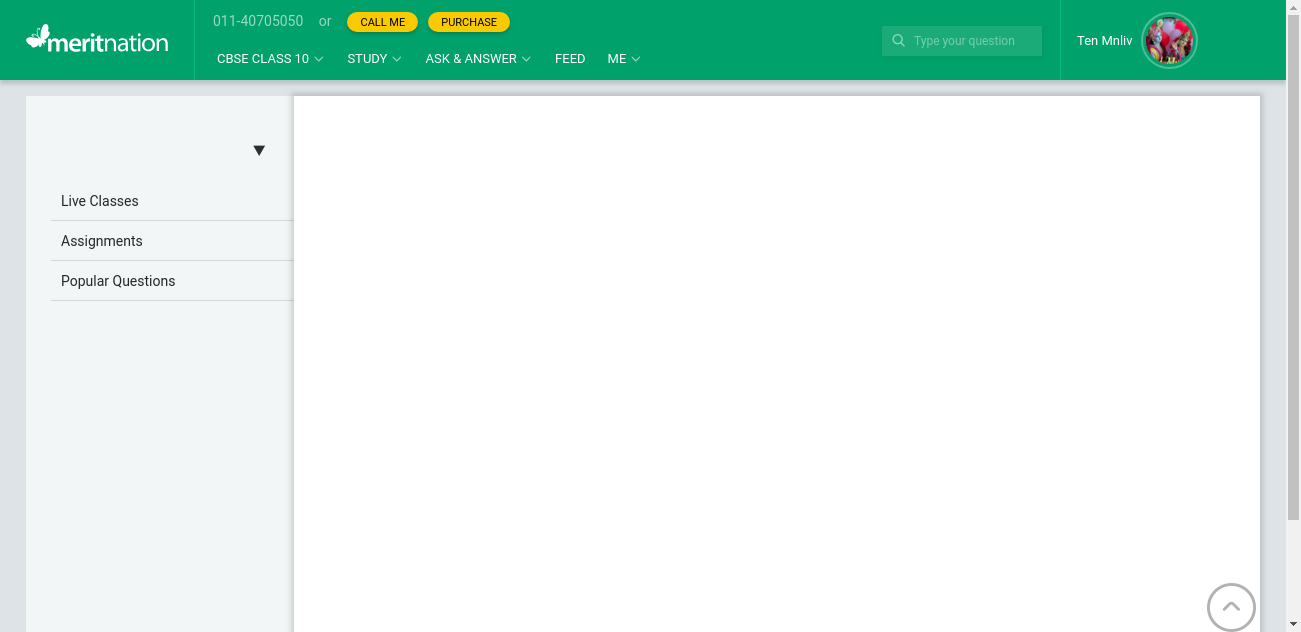 meritnation
011-40705050 or CALL ME PURCHASE
CBSE CLASS 10 STUDY ASK & ANSWER FEED ME
Type your question
Ten Mnliv
Live Classes
Assignments
Popular Questions